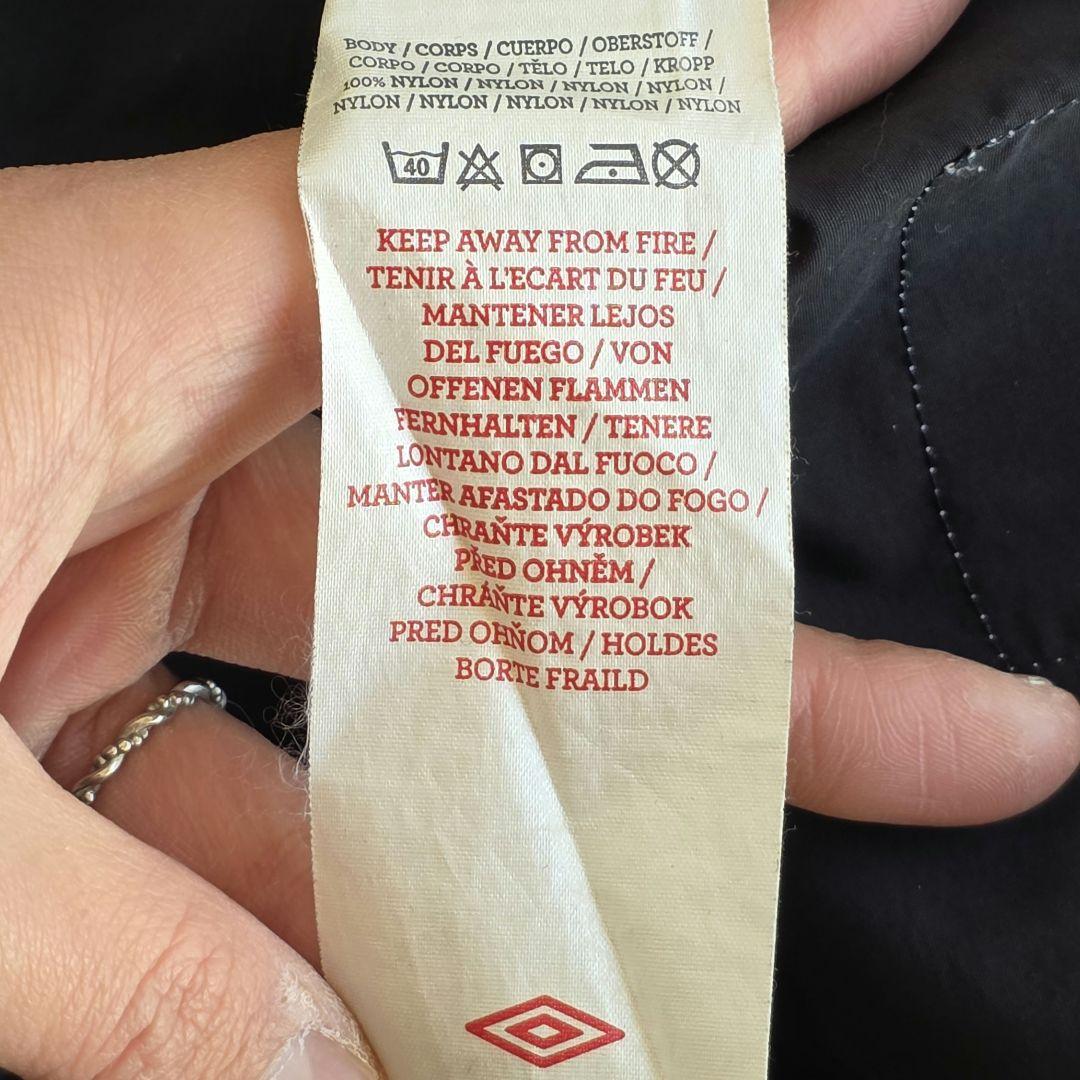 BODY / CORPS / CUERPO / OBERSTOFF /
CORPO / CORPO / TĚLO / TELO / KROPP
100% NYLON / NYLON / NYLON / NYLON /
NYLON / NYLON / NYLON / NYLON / NYLON
40
KEEP AWAY FROM FIRE /
TENIR À L'ECART DU FEU /
MANTENER LEJOS
DEL FUEGO / VON
OFFENEN FLAMMEN
FERNHALTEN / TENERE
LONTANO DAL FUOCO /
MANTER AFASTADO DO FOGO /
CHRAŇTE VÝROBEK
PŘED OHNĚM /
CHRÁŇTE VÝROBOK
PRED OHŇOM / HOLDES
BORTE FRAILD